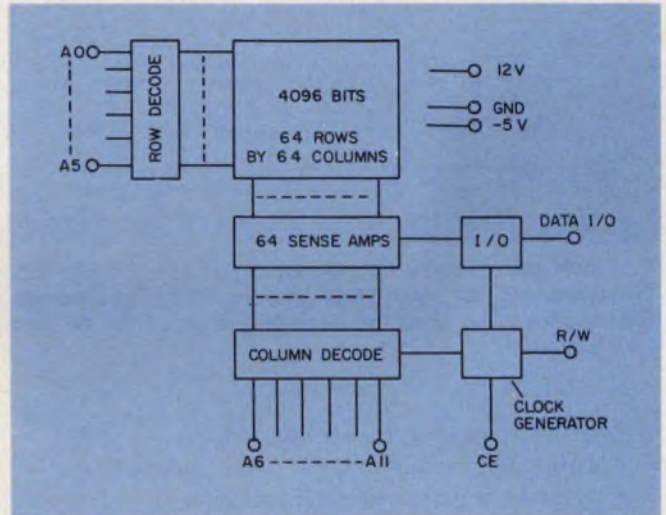 A0
ROW DECODE
A5
4096 BITS
64 ROWS
BY 64 COLUMNS
12V
GND
-5V
64 SENSE AMPS
I/O
DATA I/O
COLUMN DECODE
R/W
CLOCK
GENERATOR
A6
A11
CE